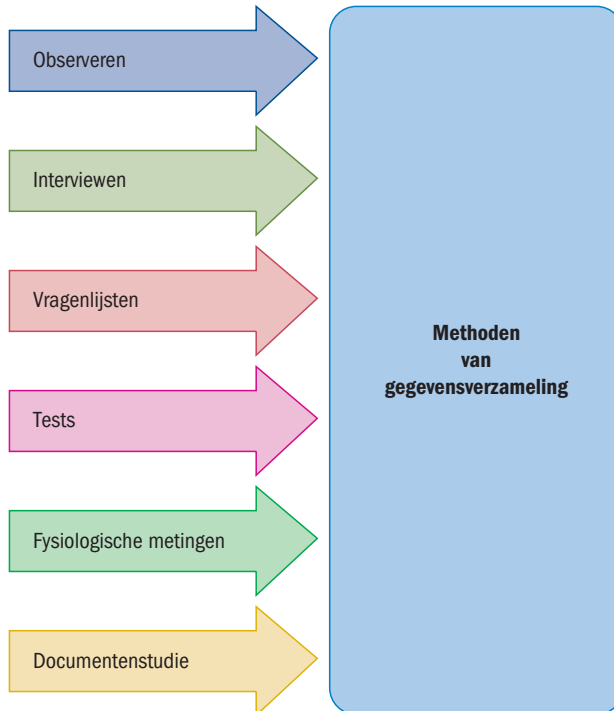 Observeren
Interviewen
Vragenlijsten
Methoden
van
gegevensverzameling
Tests
Fysiologische metingen
Documentenstudie